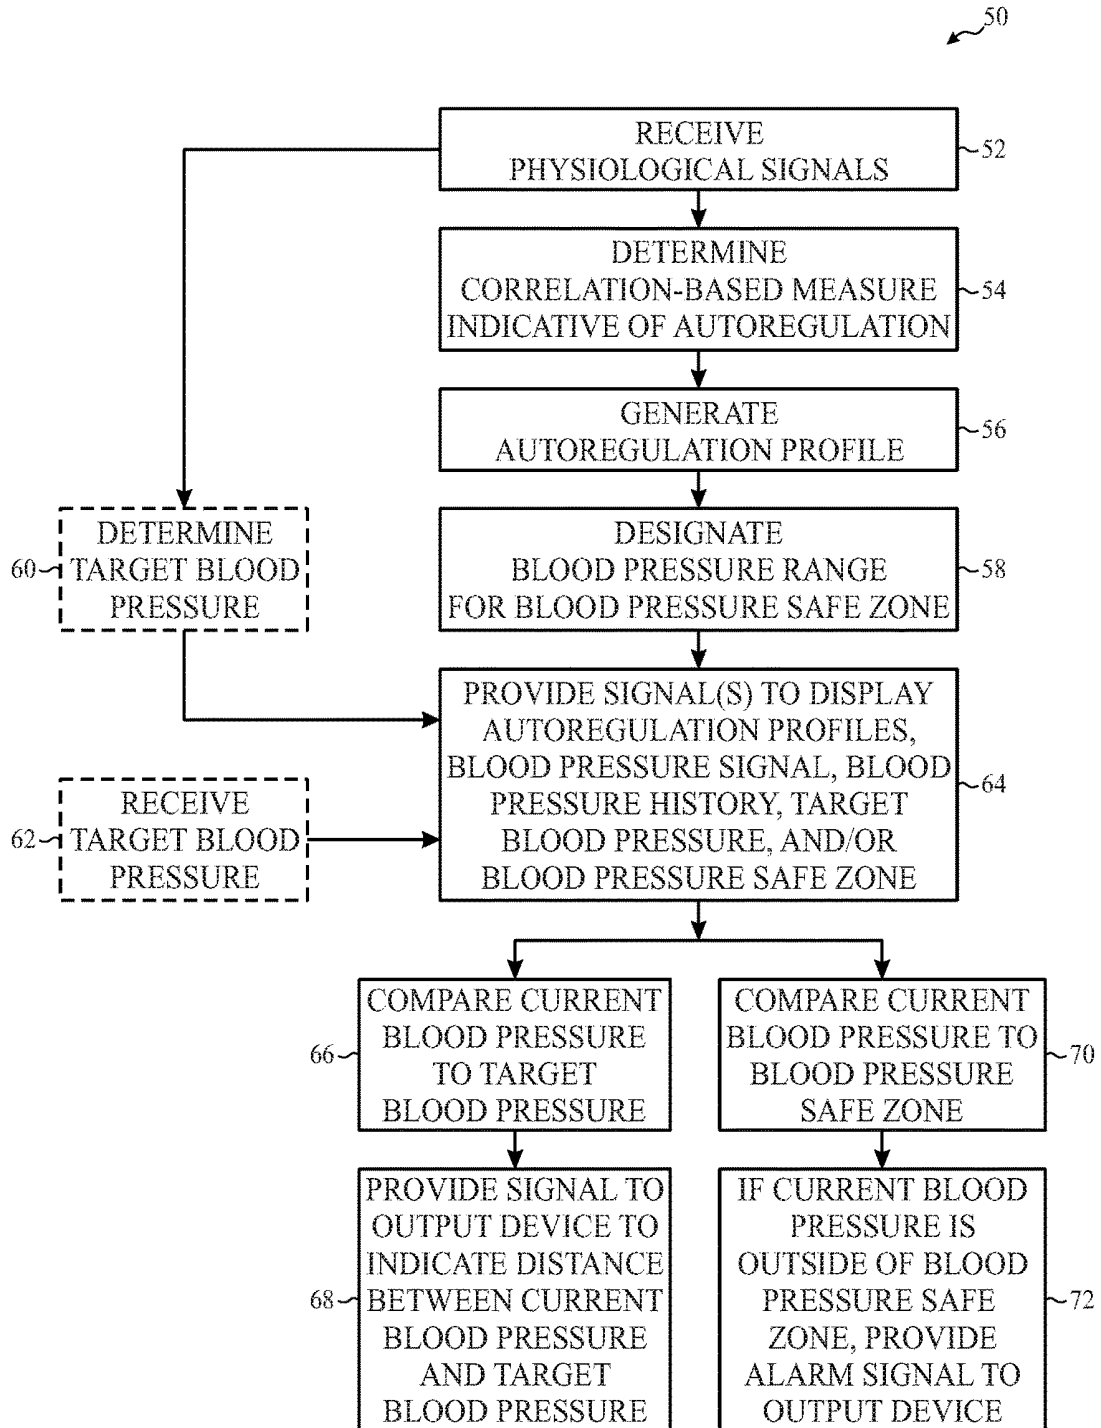 50
RECEIVE
PHYSIOLOGICAL SIGNALS
52
DETERMINE
CORRELATION-BASED MEASURE
INDICATIVE OF AUTOREGULATION
54
GENERATE
AUTOREGULATION PROFILE
56
DETERMINE
TARGET BLOOD
PRESSURE
60
DESIGNATE
BLOOD PRESSURE RANGE
FOR BLOOD PRESSURE SAFE ZONE
58
RECEIVE
TARGET BLOOD
PRESSURE
62
PROVIDE SIGNAL(S) TO DISPLAY
AUTOREGULATION PROFILES,
BLOOD PRESSURE SIGNAL, BLOOD
PRESSURE HISTORY, TARGET
BLOOD PRESSURE, AND/OR
BLOOD PRESSURE SAFE ZONE
64
COMPARE CURRENT
BLOOD PRESSURE
TO TARGET
BLOOD PRESSURE
66
COMPARE CURRENT
BLOOD PRESSURE TO
BLOOD PRESSURE
SAFE ZONE
70
PROVIDE SIGNAL TO
OUTPUT DEVICE TO
INDICATE DISTANCE
BETWEEN CURRENT
BLOOD PRESSURE
AND TARGET
BLOOD PRESSURE
68
IF CURRENT BLOOD
PRESSURE IS
OUTSIDE OF BLOOD
PRESSURE SAFE
ZONE, PROVIDE
ALARM SIGNAL TO
OUTPUT DEVICE
72